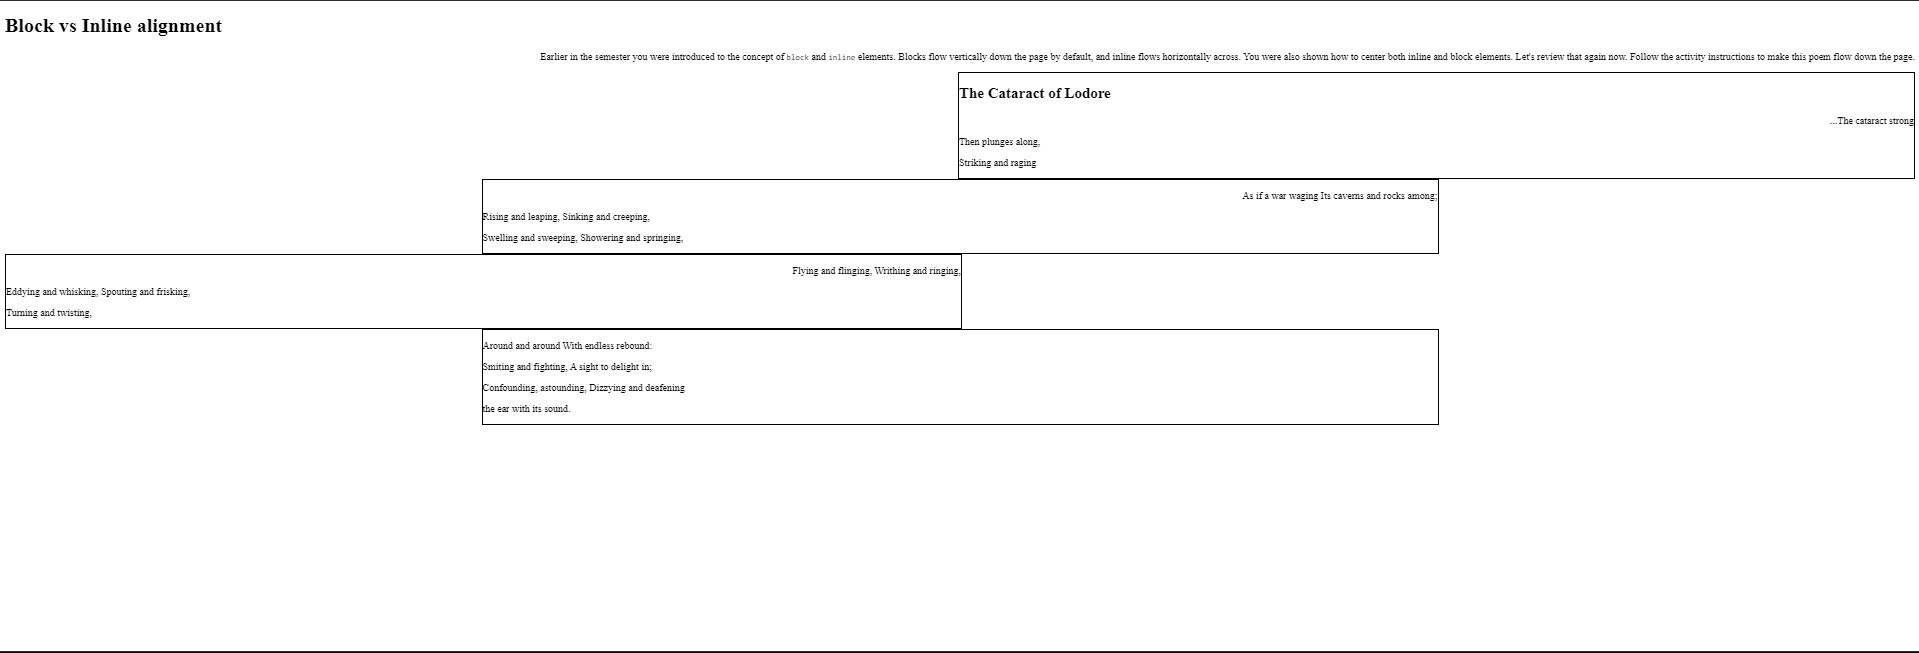 Block vs Inline alignment
Earlier in the semester you were introduced to the concept of block and inline elements. Blocks flow vertically down the page by default, and inline flows horizontally across. You were also shown how to center both inline and block elements. Let's review that again now. Follow the activity instructions to make this poem flow down the page.
The Cataract of Lodore
...The cataract strong
Then plunges along,
Striking and raging
As if a war waging Its caverns and rocks among;
Rising and leaping, Sinking and creeping,
Swelling and sweeping, Showering and springing,
Flying and flinging, Writhing and ringing,
Eddying and whisking, Spouting and frisking,
Turning and twisting,
Around and around With endless rebound:
Smiting and fighting, A sight to delight in;
Confounding, astounding, Dizzying and deafening
the ear with its sound.